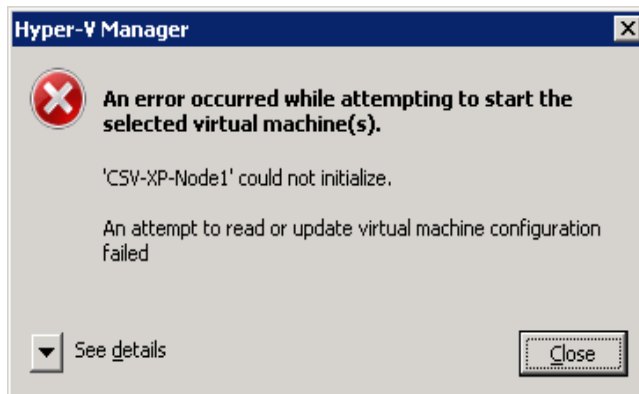 Hyper-V Manager
An error occurred while attempting to start the
selected virtual machine(s).
'CSV-XP-Node1' could not initialize.
An attempt to read or update virtual machine configuration
failed
See details
Close